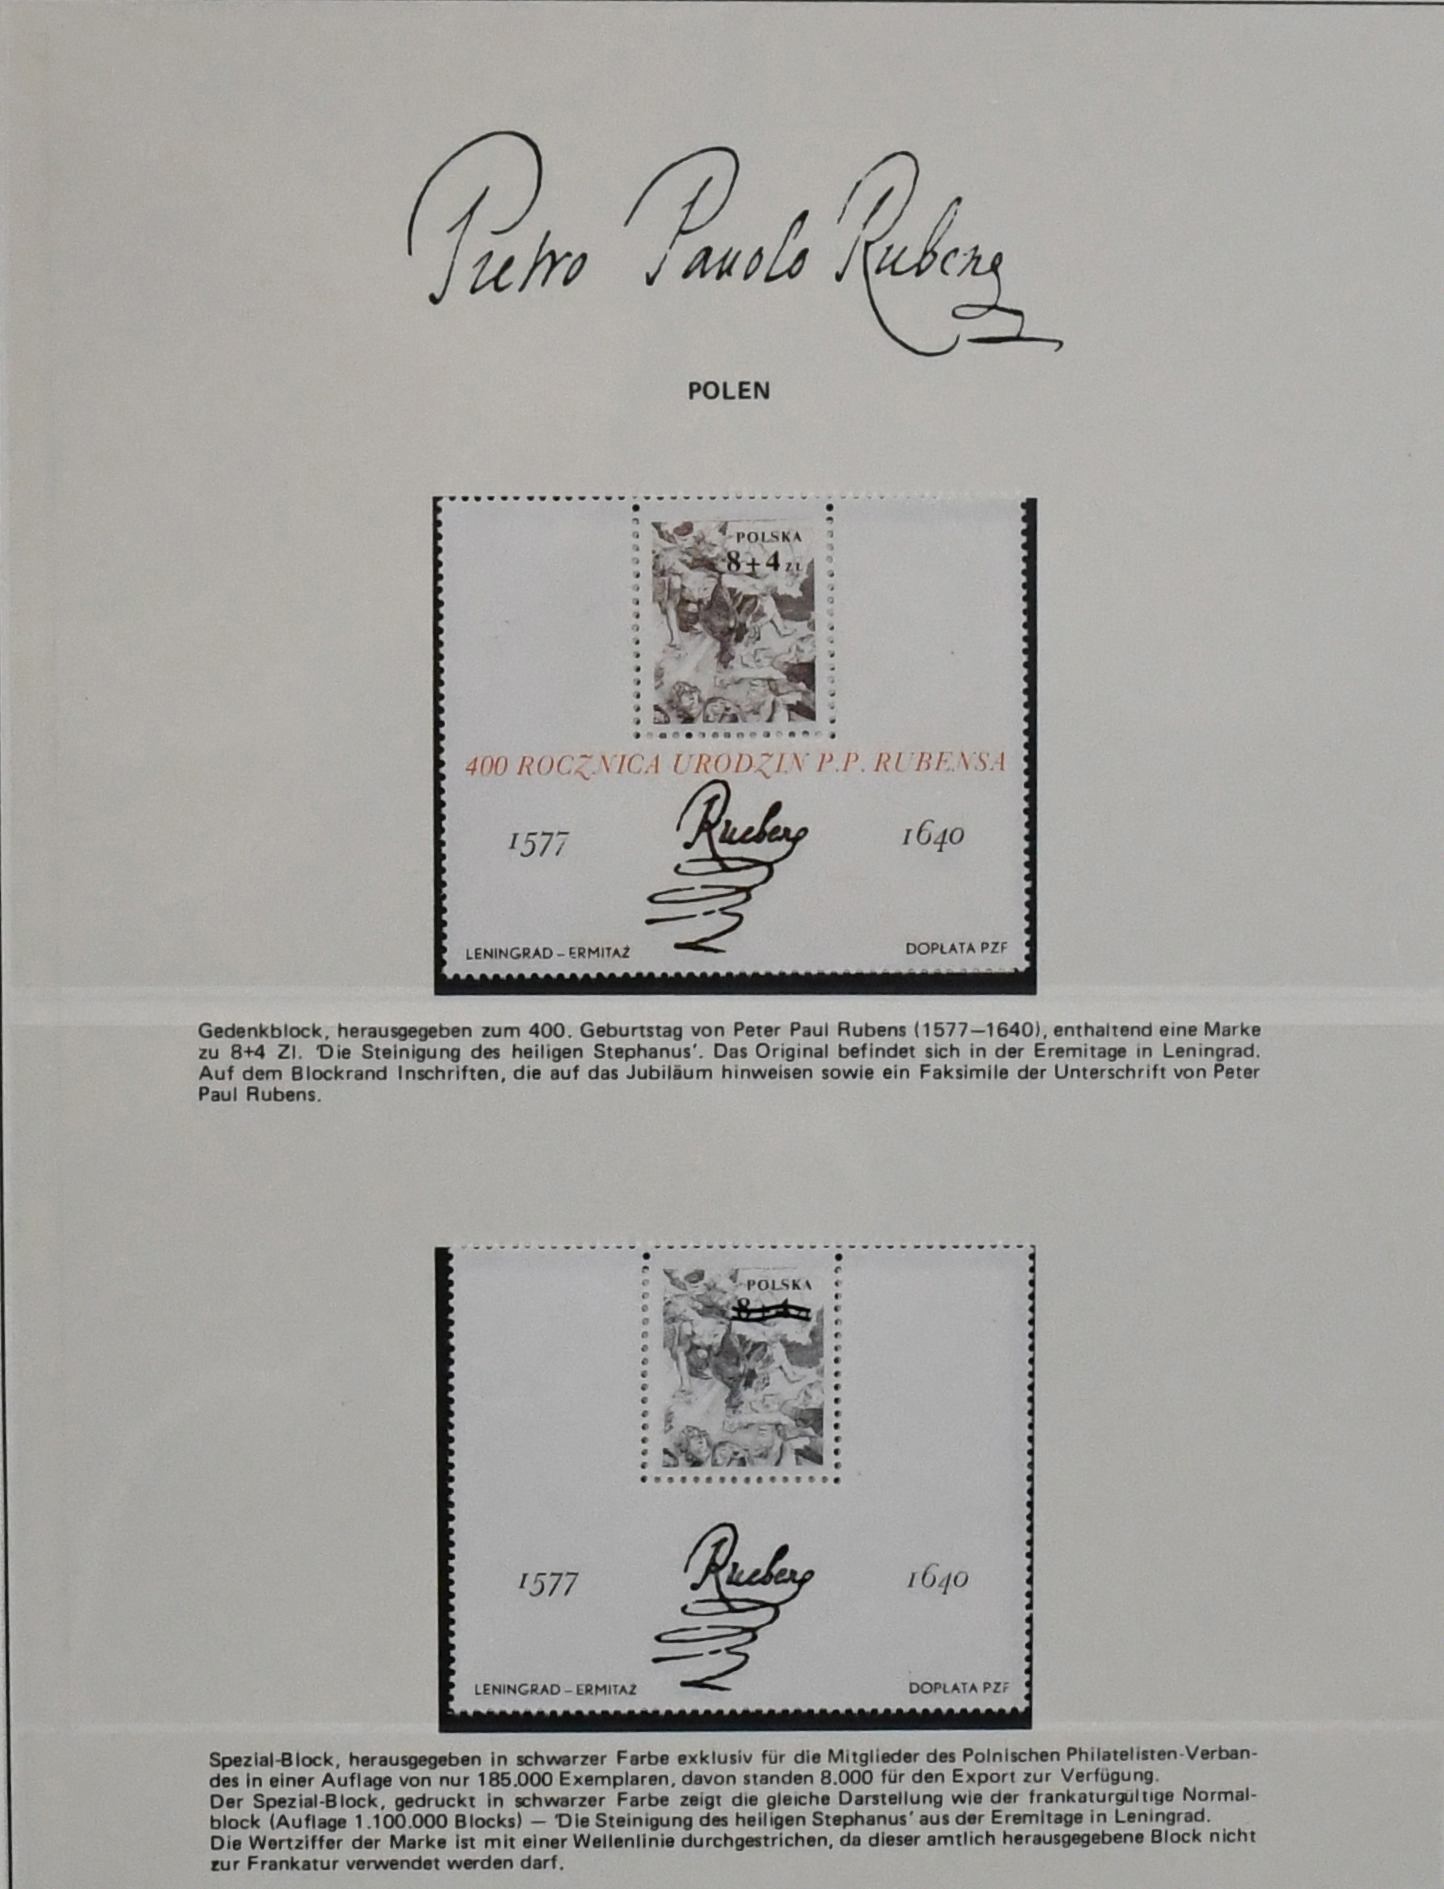 Pietro Pauolo Rubens
POLEN
POLSKA
8+4 ZŁ
400 ROCZNICA URODZIN P.P. RUBENSA
1577 Rueberg 1640
LENINGRAD – ERMITAŻ DOPŁATA PZF
Gedenkblock, herausgegeben zum 400. Geburtstag von Peter Paul Rubens (1577–1640), enthaltend eine Marke
zu 8+4 Zl. 'Die Steinigung des heiligen Stephanus'. Das Original befindet sich in der Eremitage in Leningrad.
Auf dem Blockrand Inschriften, die auf das Jubiläum hinweisen sowie ein Faksimile der Unterschrift von Peter
Paul Rubens.
POLSKA
8+4 ZŁ
1577 Rueberg 1640
LENINGRAD – ERMITAŻ DOPŁATA PZF
Spezial-Block, herausgegeben in schwarzer Farbe exklusiv für die Mitglieder des Polnischen Philatelisten-Verban-
des in einer Auflage von nur 185.000 Exemplaren, davon standen 8.000 für den Export zur Verfügung.
Der Spezial-Block, gedruckt in schwarzer Farbe zeigt die gleiche Darstellung wie der frankaturgültige Normal-
block (Auflage 1.100.000 Blocks) — 'Die Steinigung des heiligen Stephanus' aus der Eremitage in Leningrad.
Die Wertziffer der Marke ist mit einer Wellenlinie durchgestrichen, da dieser amtlich herausgegebene Block nicht
zur Frankatur verwendet werden darf.